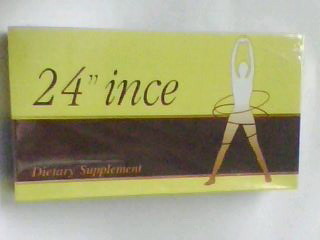 24" ince
Dietary Supplement